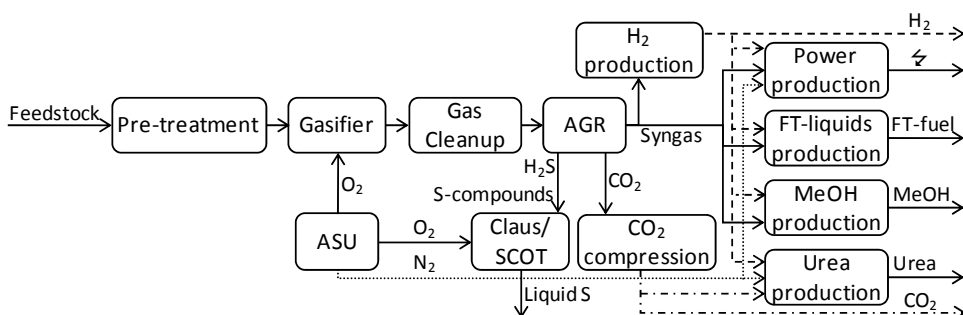 H2
H2
production
Power
production
Feedstock
Pre-treatment
Gasifier
Gas
Cleanup
AGR
Syngas
FT-liquids
production
FT-fuel
H2S
S-compounds
CO2
O2
MeOH
production
MeOH
ASU
O2
N2
Claus/
SCOT
CO2
compression
Urea
production
Urea
Liquid S
CO2